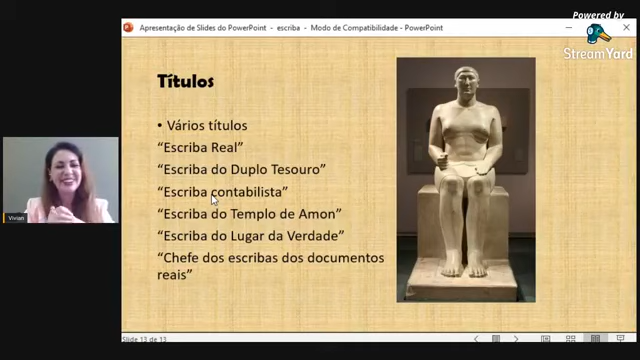 Powered by
StreamYard
Apresentação de Slides do PowerPoint - escriba - Modo de Compatibilidade - PowerPoint
Títulos
• Vários títulos
“Escriba Real”
“Escriba do Duplo Tesouro”
“Escriba contabilista”
“Escriba do Templo de Amon”
“Escriba do Lugar da Verdade”
“Chefe dos escribas dos documentos
reais”
Vivian
Slide 13 de 13